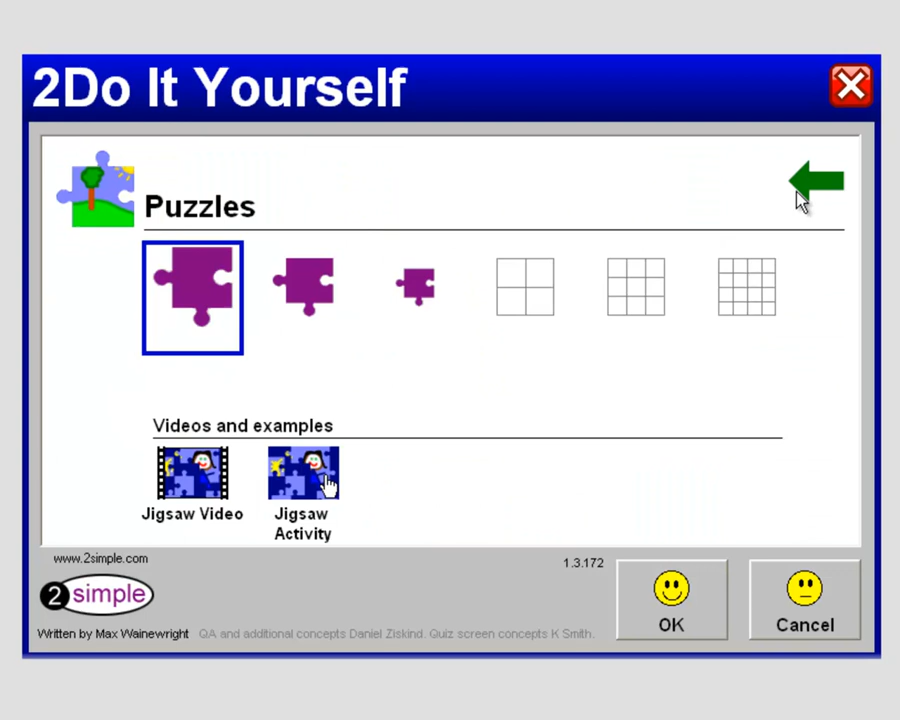 2Do It Yourself
Puzzles
Videos and examples
Jigsaw Video
Jigsaw
Activity
www.2simple.com
1.3.172
2simple
OK
Cancel
Written by Max Wainewright QA and additional concepts Daniel Ziskind. Quiz screen concepts K Smith.